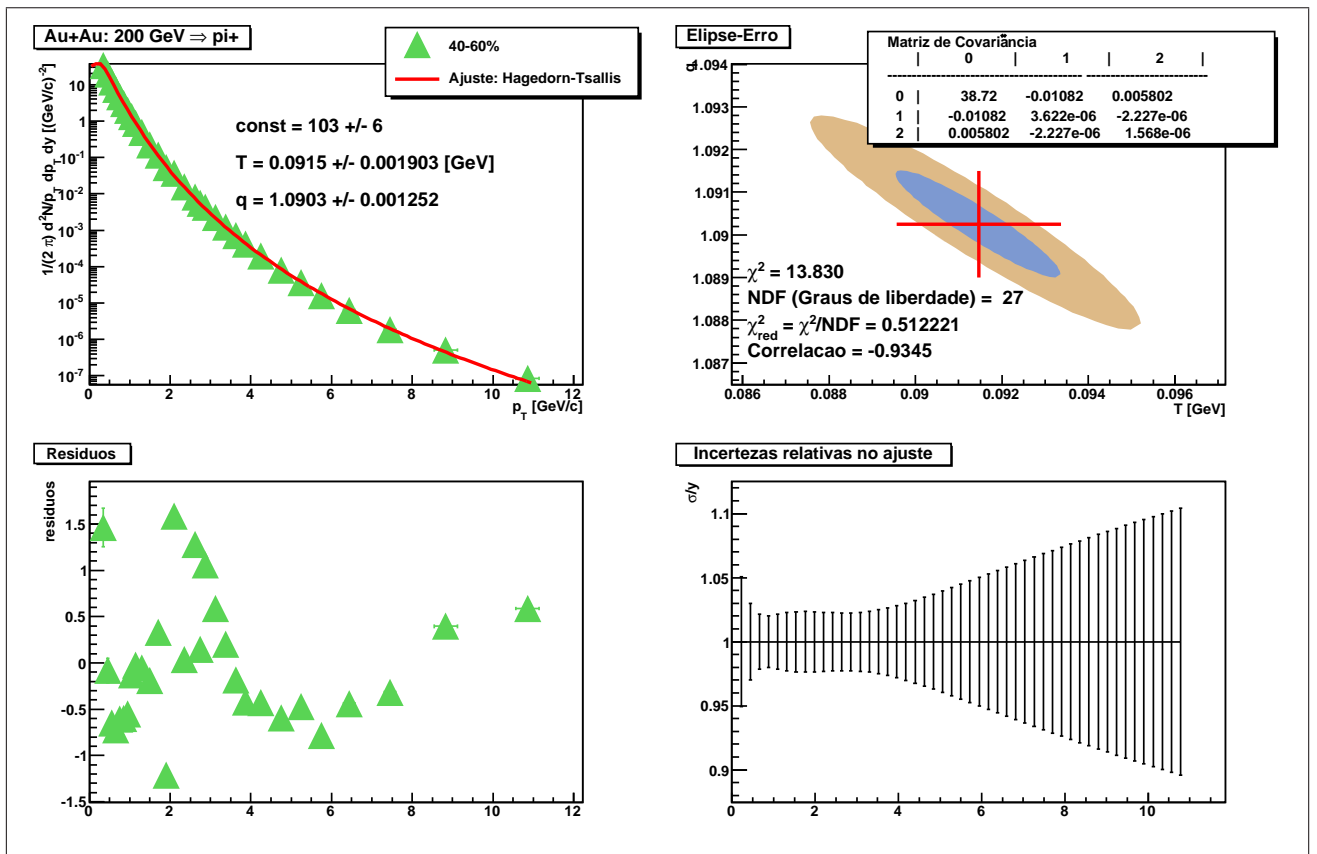 Au+Au: 200 GeV ⇒ pi+
40-60%
Ajuste: Hagedorn-Tsallis
1/(2 π) d²N/p_T dp_T dy [(GeV/c)⁻²]
10
1
10⁻¹
10⁻²
10⁻³
10⁻⁴
10⁻⁵
10⁻⁶
10⁻⁷
const = 103 +/- 6
T = 0.0915 +/- 0.001903 [GeV]
q = 1.0903 +/- 0.001252
0 2 4 6 8 10 12
p_T [GeV/c]
Elipse-Erro
Matriz de Covariância
| 0 | 1 | 2 |
0 | 38.72 -0.01082 0.005802
1 | -0.01082 3.622e-06 -2.227e-06
2 | 0.005802 -2.227e-06 1.568e-06
q
1.094
1.093
1.092
1.091
1.09
1.089
1.088
1.087
χ² = 13.830
NDF (Graus de liberdade) = 27
χ²_red = χ²/NDF = 0.512221
Correlacao = -0.9345
0.086 0.088 0.09 0.092 0.094 0.096
T [GeV]
Residuos
residuos
1.5
1
0.5
0
-0.5
-1
-1.5
0 2 4 6 8 10 12
Incertezas relativas no ajuste
σ/y
1.1
1.05
1
0.95
0.9
0 2 4 6 8 10